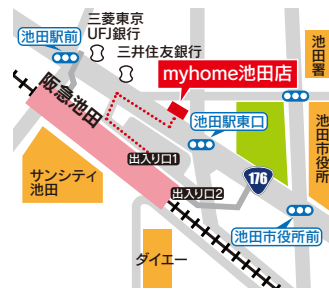 三菱東京
UFJ銀行
池田駅前
三井住友銀行
池田署
myhome池田店
阪急池田
池田駅東口
出入り口1
176
サンシティ
池田
出入り口2
池田市役所
池田市役所前
ダイエー